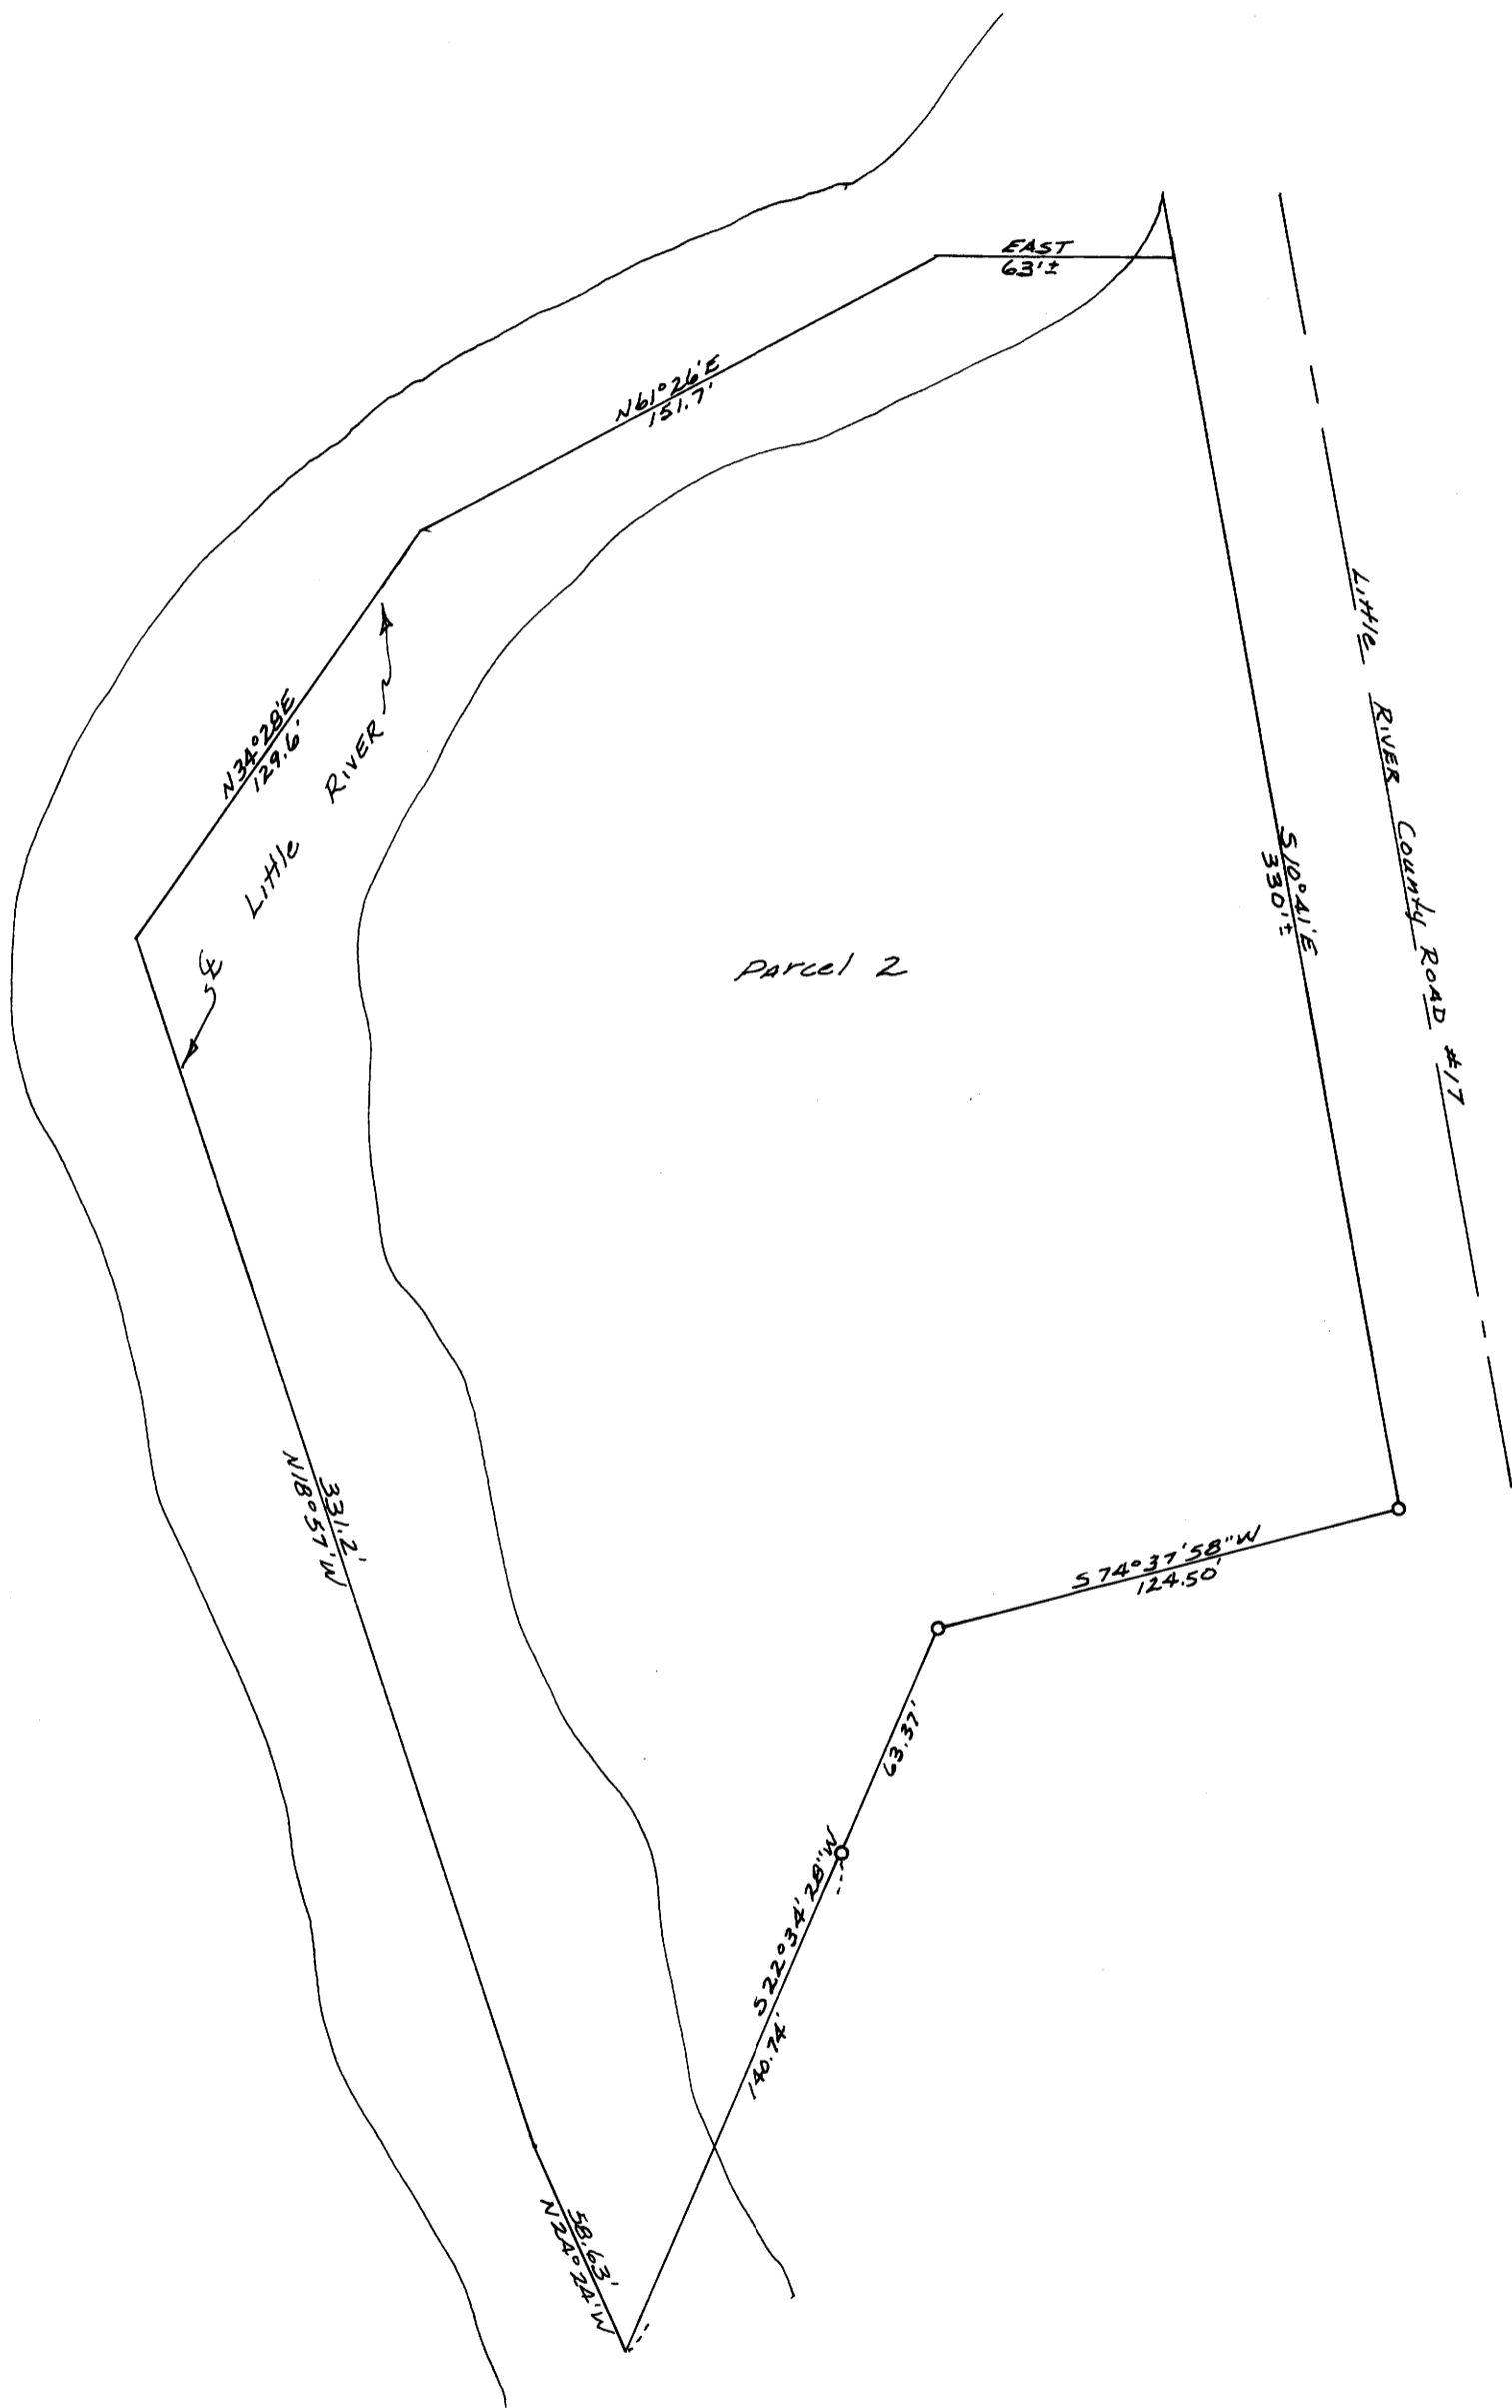 EAST
63'±
N61°26'E
151.7'
N34°28'E
129.6'
Little River
℄
Parcel 2
S10°41'E
330'±
Little River County Road #17
331.2'
N18°57'W
S74°37'58"W
124.50'
63.37'
S22°34'28"W
140.74'
58.63'
N24°24'W